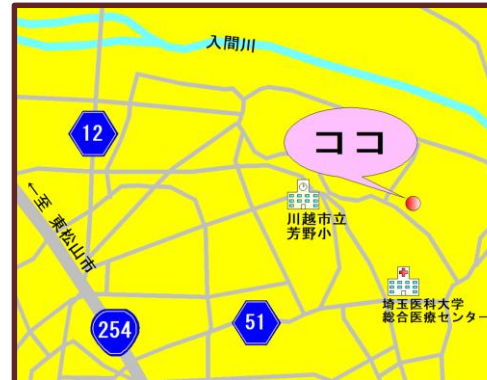 入間川
12
ココ
川越市立
芳野小
←至 東松山市
埼玉医科大学
総合医療センター
254
51